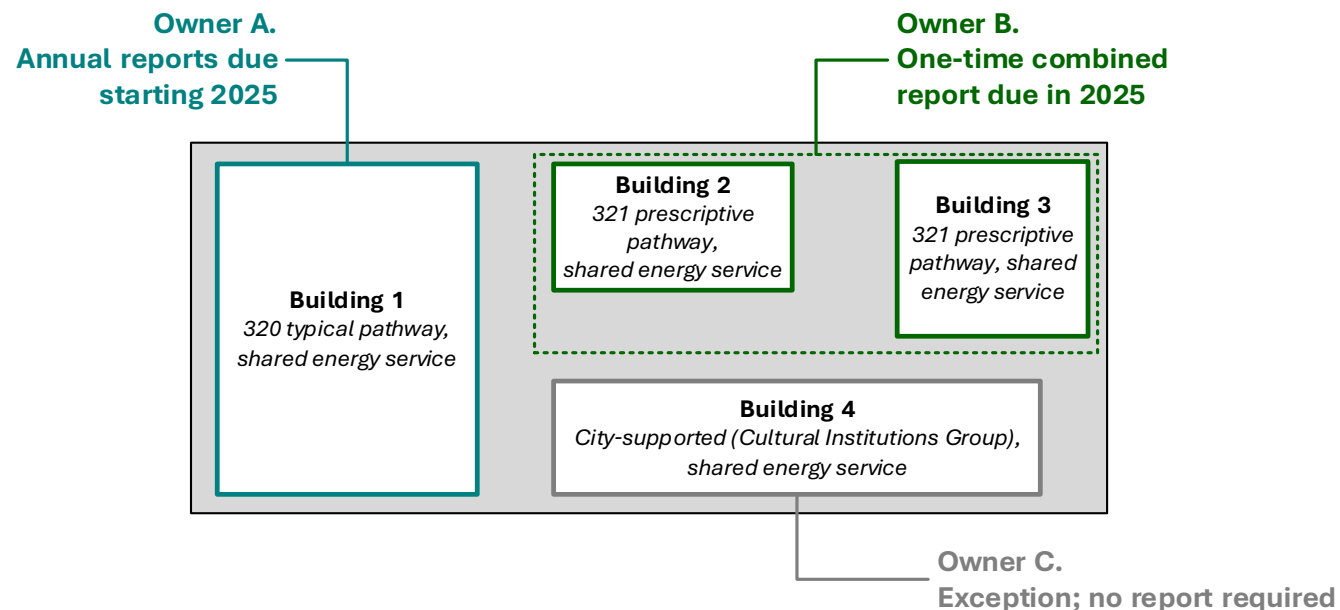 Owner A.
Annual reports due
starting 2025
Owner B.
One-time combined
report due in 2025
Building 1
320 typical pathway,
shared energy service
Building 2
321 prescriptive
pathway,
shared energy service
Building 3
321 prescriptive
pathway, shared
energy service
Building 4
City-supported (Cultural Institutions Group),
shared energy service
Owner C.
Exception; no report required